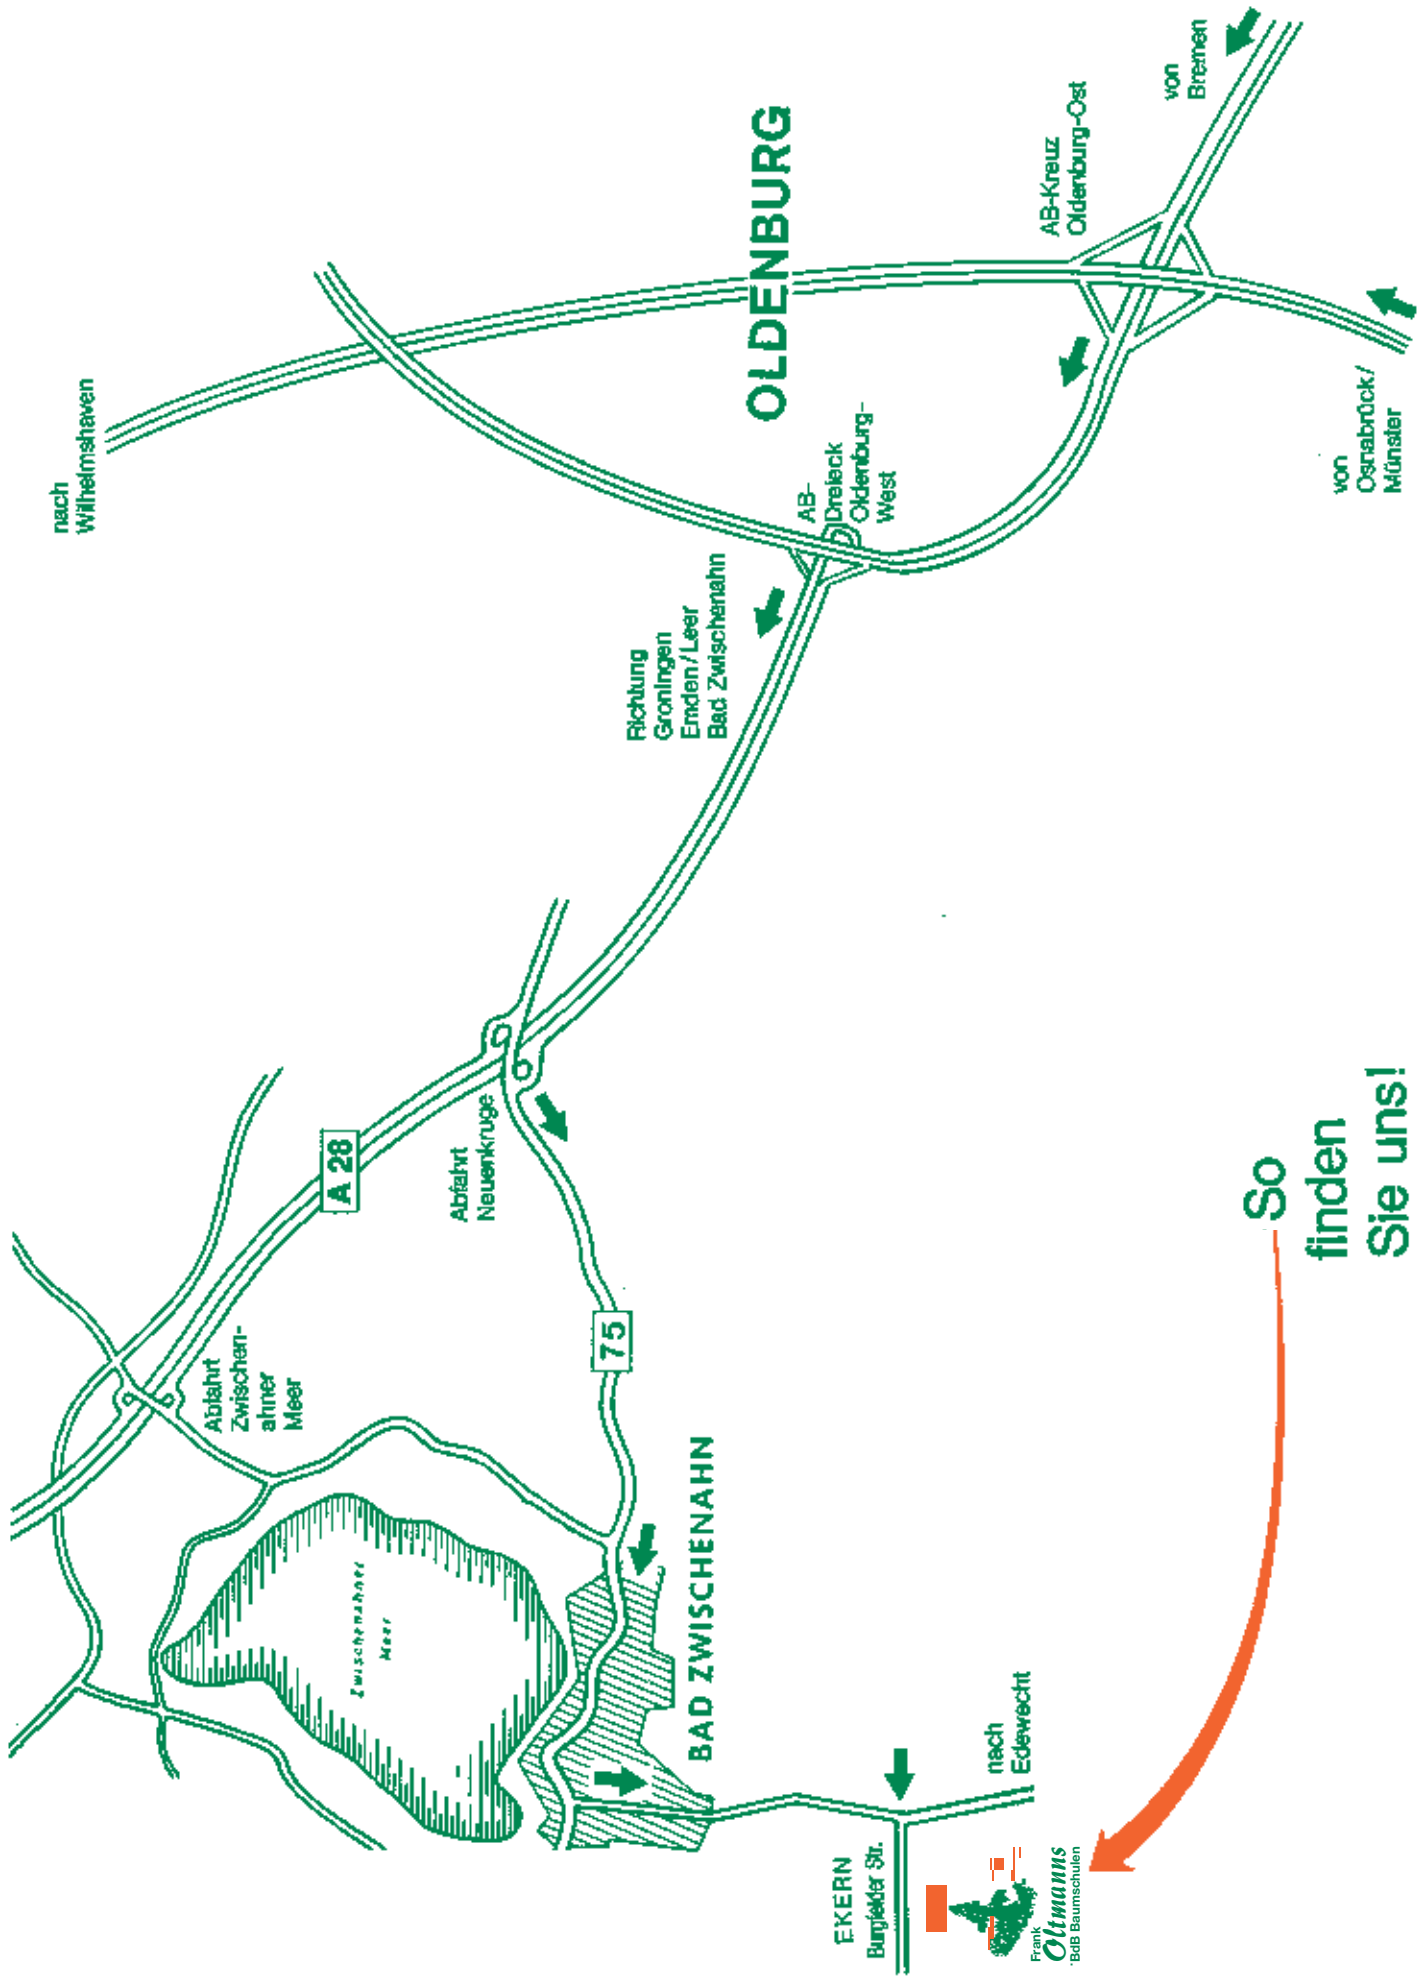 nach
Wilhelmshaven
OLDENBURG
AB-Kreuz
Oldenburg-Ost
von
Bremen
von
Osnabrück/
Münster
AB-
Dreieck
Oldenburg-
West
Richtung
Groningen
Emden/Leer
Bad Zwischenahn
A 28
Abfahrt
Neuenkruge
Abfahrt
Zwischen-
ahner
Meer
75
Zwischenahner
Meer
BAD ZWISCHENAHN
nach
Edewecht
EKERN
Burgfelder Str.
Frank
Oltmanns
BdB Baumschulen
So
finden
Sie uns!